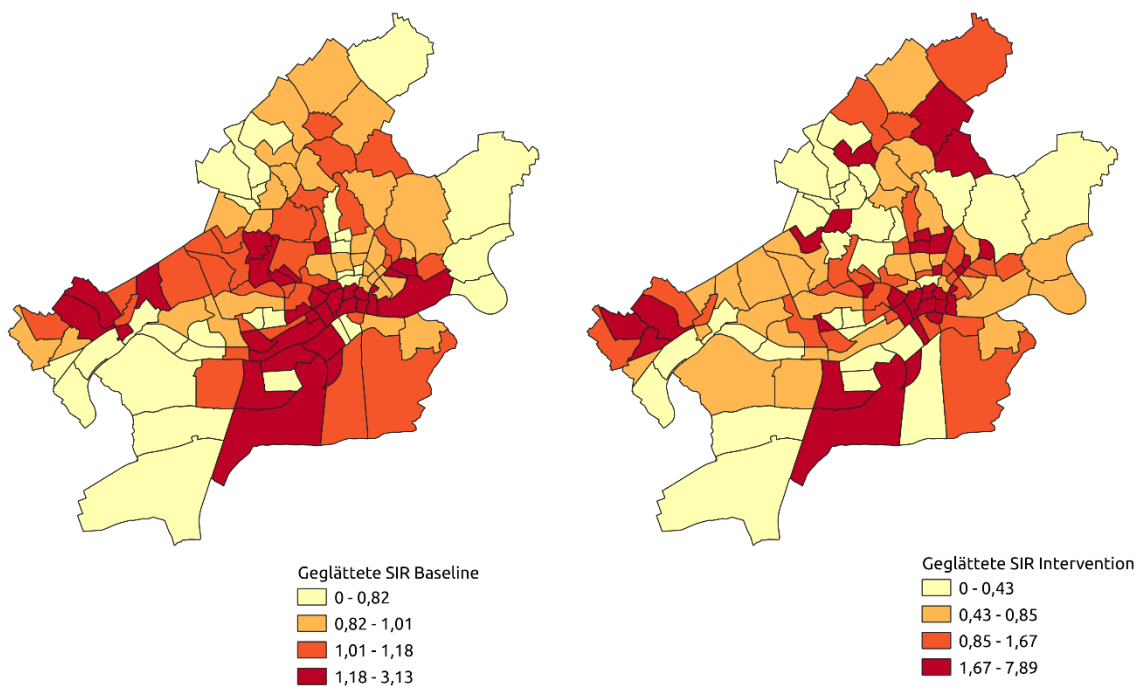 Geglättete SIR Baseline
0 - 0,82
0,82 - 1,01
1,01 - 1,18
1,18 - 3,13
Geglättete SIR Intervention
0 - 0,43
0,43 - 0,85
0,85 - 1,67
1,67 - 7,89